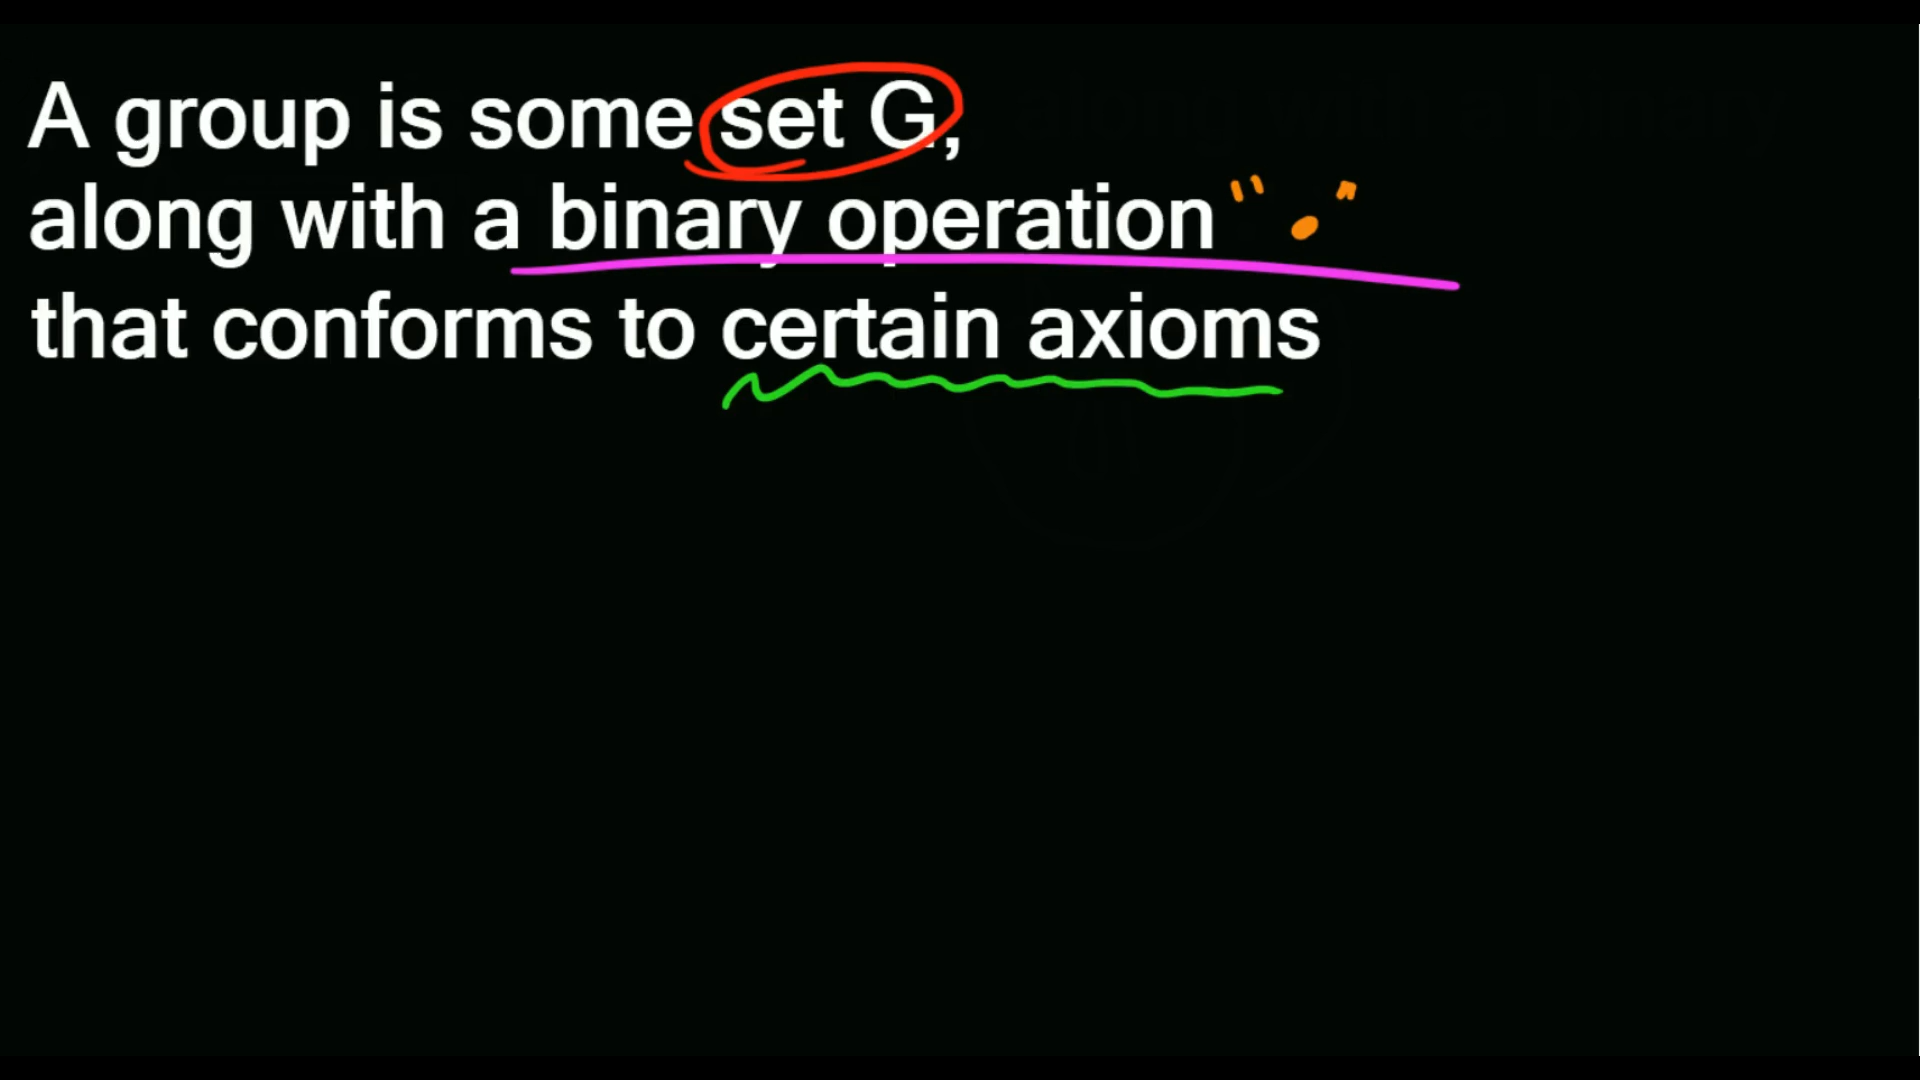 A group is some set G,
along with a binary operation "•"
that conforms to certain axioms